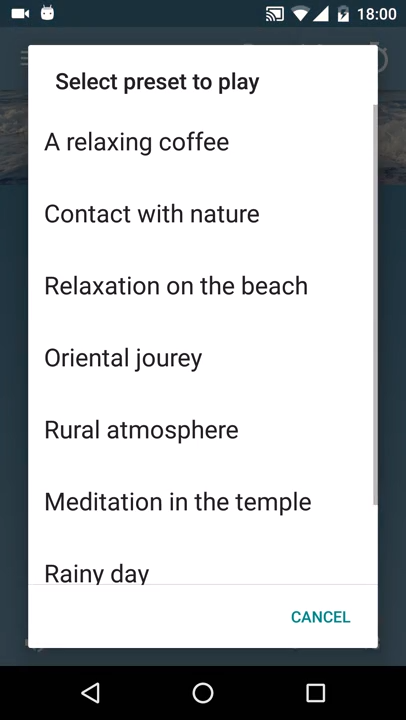 18:00
Select preset to play
A relaxing coffee
Contact with nature
Relaxation on the beach
Oriental jourey
Rural atmosphere
Meditation in the temple
Rainy day
CANCEL